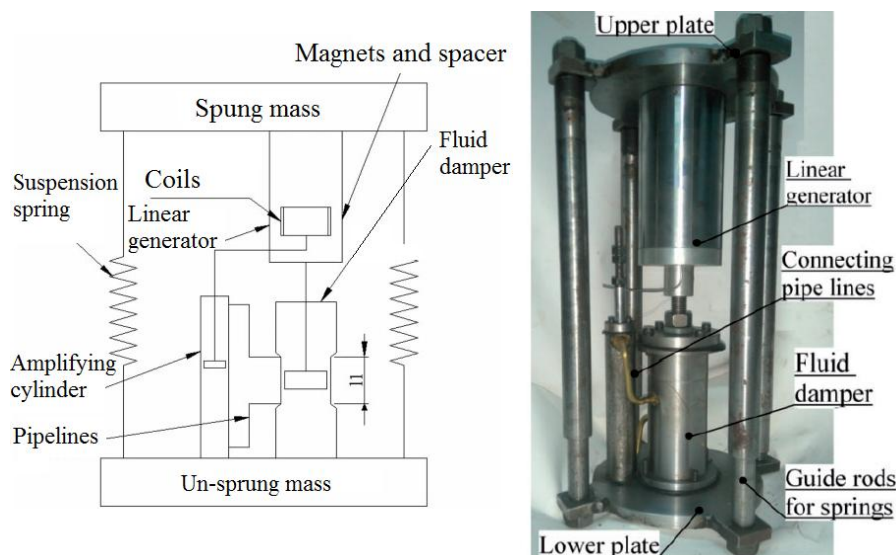 Magnets and spacer
Spung mass
Fluid
damper
Coils
Suspension
spring
Linear
generator
Amplifying
cylinder
l1
Pipelines
Un-sprung mass
Upper plate
Linear
generator
Connecting
pipe lines
Fluid
damper
Guide rods
for springs
Lower plate